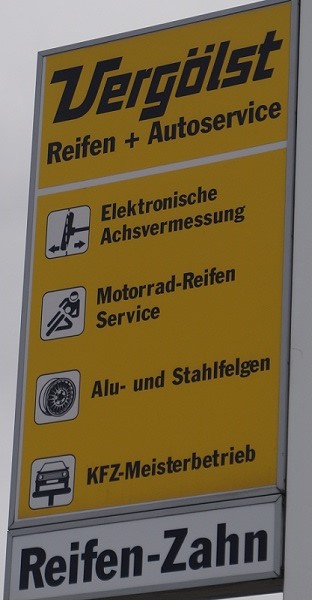 Vergölst
Reifen + Autoservice
Elektronische
Achsvermessung
Motorrad-Reifen
Service
Alu- und Stahlfelgen
KFZ-Meisterbetrieb
Reifen-Zahn